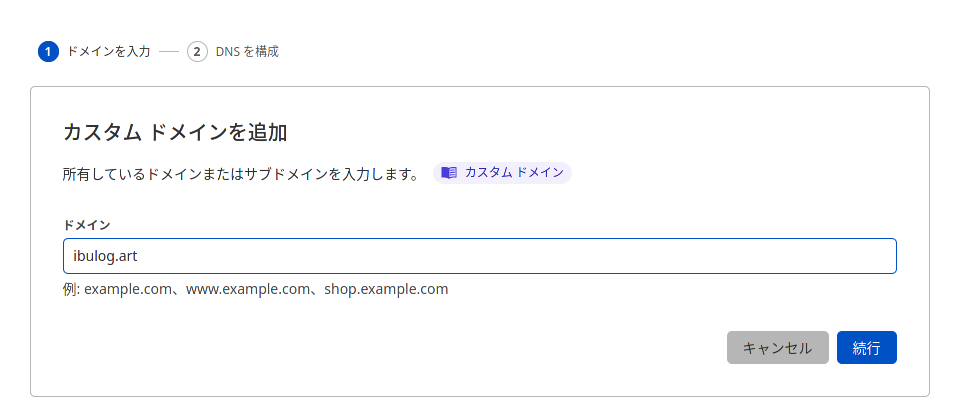 1 ドメインを入力 — 2 DNS を構成
カスタム ドメインを追加
所有しているドメインまたはサブドメインを入力します。 カスタム ドメイン
ドメイン
ibulog.art
例: example.com、www.example.com、shop.example.com
キャンセル 続行